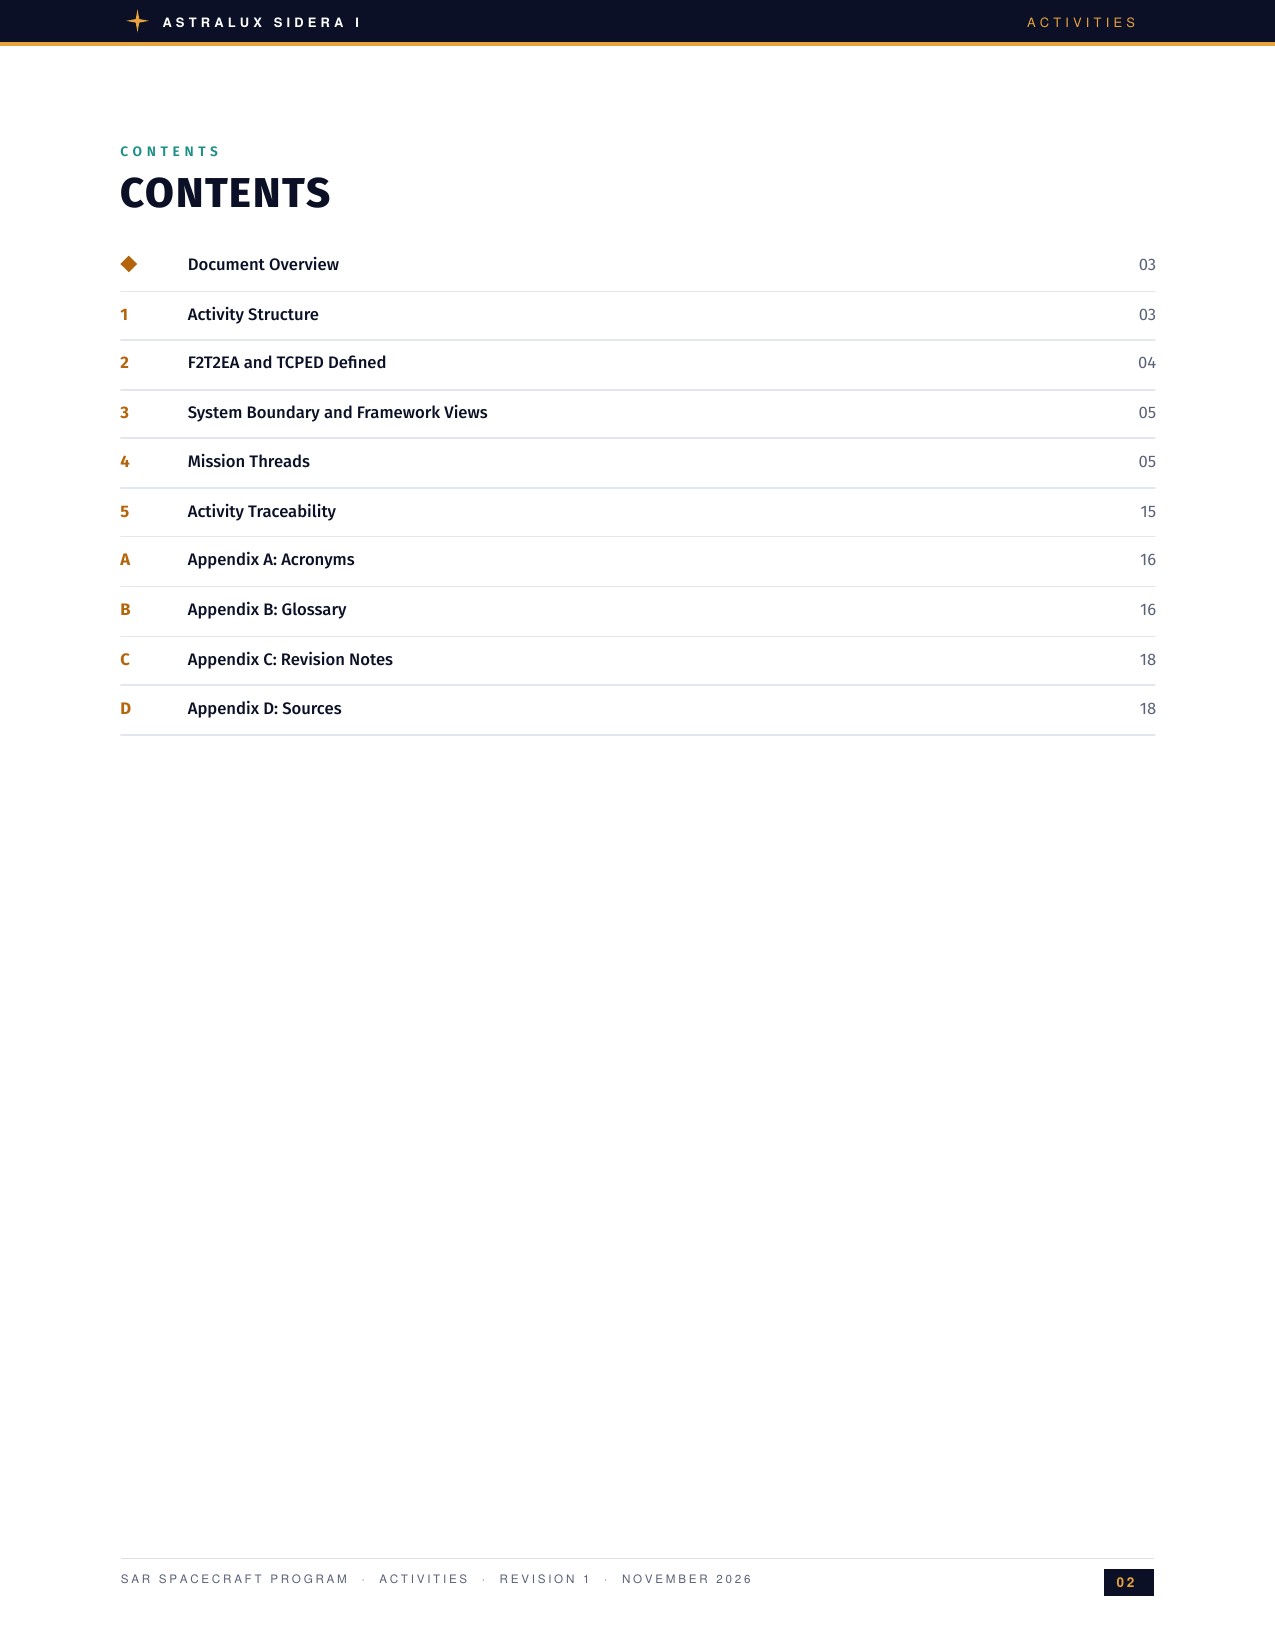 ASTRALUX SIDERA I
ACTIVITIES
CONTENTS
CONTENTS
Document Overview 03
1 Activity Structure 03
2 F2T2EA and TCPED Defined 04
3 System Boundary and Framework Views 05
4 Mission Threads 05
5 Activity Traceability 15
A Appendix A: Acronyms 16
B Appendix B: Glossary 16
C Appendix C: Revision Notes 18
D Appendix D: Sources 18
SAR SPACECRAFT PROGRAM · ACTIVITIES · REVISION 1 · NOVEMBER 2026
02